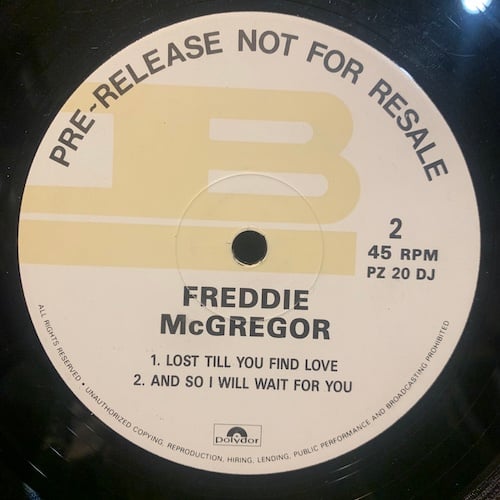 PRE-RELEASE NOT FOR RESALE
B
2
45 RPM
PZ 20 DJ
FREDDIE
McGREGOR
1. LOST TILL YOU FIND LOVE
2. AND SO I WILL WAIT FOR YOU
polydor
ALL RIGHTS RESERVED • UNAUTHORIZED COPYING, REPRODUCTION, HIRING, LENDING, PUBLIC PERFORMANCE AND BROADCASTING PROHIBITED